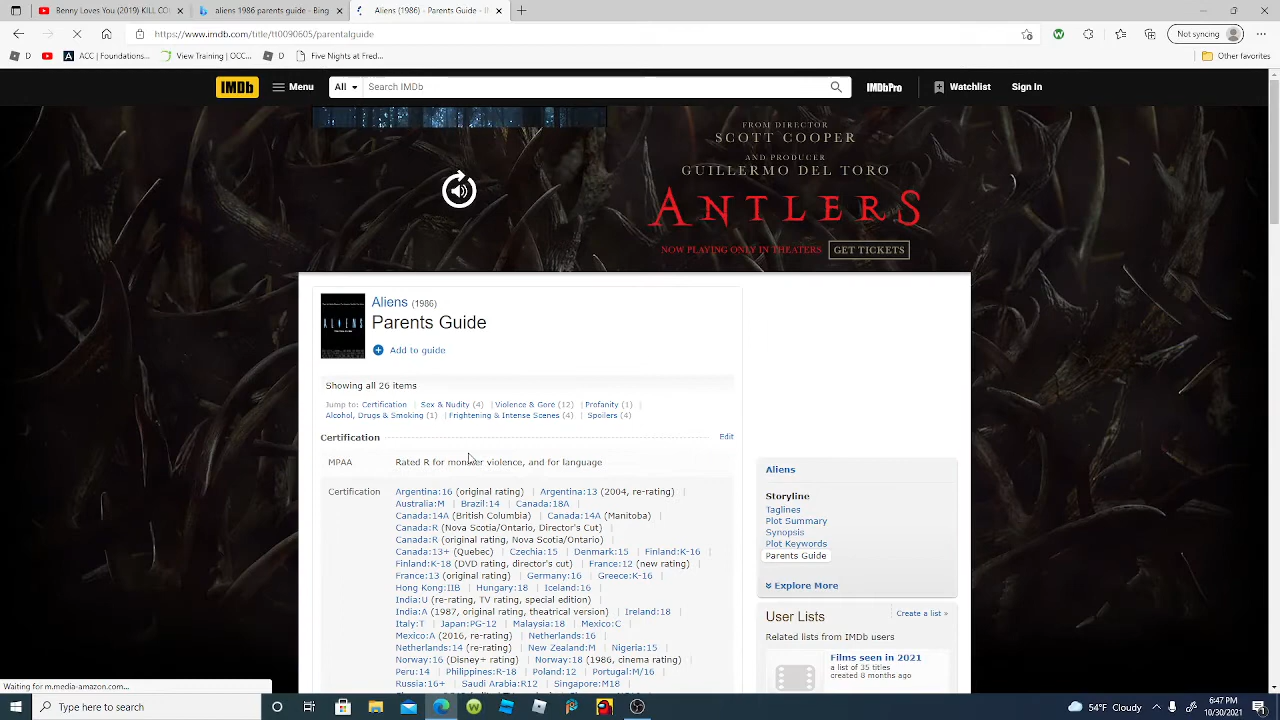 Benny Loves You (2019) KILL CO
aliens 1986 parents guide - Bing
Aliens (1986) - Parents Guide - I
https://www.imdb.com/title/tt0090605/parentalguide
Not syncing
ACC | Foundations...
View Training | UCC...
Other favorites
IMDb
Menu
All
Search IMDb
IMDbPro
Watchlist
Sign In
FROM DIRECTOR
SCOTT COOPER
AND PRODUCER
GUILLERMO DEL TORO
ANTLERS
NOW PLAYING ONLY IN THEATERS GET TICKETS
Aliens (1986)
Parents Guide
Add to guide
Showing all 26 items
Jump to: Certification | Sex & Nudity (4) | Violence & Gore (12) | Profanity (1) |
Alcohol, Drugs & Smoking (1) | Frightening & Intense Scenes (4) | Spoilers (4)
Certification
Edit
MPAA Rated R for monster violence, and for language
Certification Argentina:16 (original rating) | Argentina:13 (2004, re-rating) |
Australia:M | Brazil:14 | Canada:18A |
Canada:14A (British Columbia) | Canada:14A (Manitoba) |
Canada:R (Nova Scotia/Ontario, Director's Cut) |
Canada:R (original rating, Nova Scotia/Ontario) |
Canada:13+ (Quebec) | Czechia:15 | Denmark:15 | Finland:K-16 |
Finland:K-18 (DVD rating, director's cut) | France:12 (new rating) |
France:13 (original rating) | Germany:16 | Greece:K-16 |
Hong Kong:IIB | Hungary:18 | Iceland:16 |
India:U (re-rating, TV rating, special edition) |
India:A (1987, original rating, theatrical version) | Ireland:18 |
Italy:T | Japan:PG-12 | Malaysia:18 | Mexico:C |
Mexico:A (2016, re-rating) | Netherlands:16 |
Netherlands:14 (re-rating) | New Zealand:M | Nigeria:15 |
Norway:16 (Disney+ rating) | Norway:18 (1986, cinema rating) |
Peru:14 | Philippines:R-18 | Poland:12 | Portugal:M/16 |
Russia:16+ | Saudi Arabia:R12 | Singapore:M18 |
Aliens
Storyline
Taglines
Plot Summary
Synopsis
Plot Keywords
Parents Guide
Explore More
User Lists
Create a list »
Related lists from IMDb users
Films seen in 2021
a list of 35 titles
created 8 months ago
Waiting for m.media-amazon.com...
Type here to search
54°F Cloudy
6:47 PM
10/30/2021